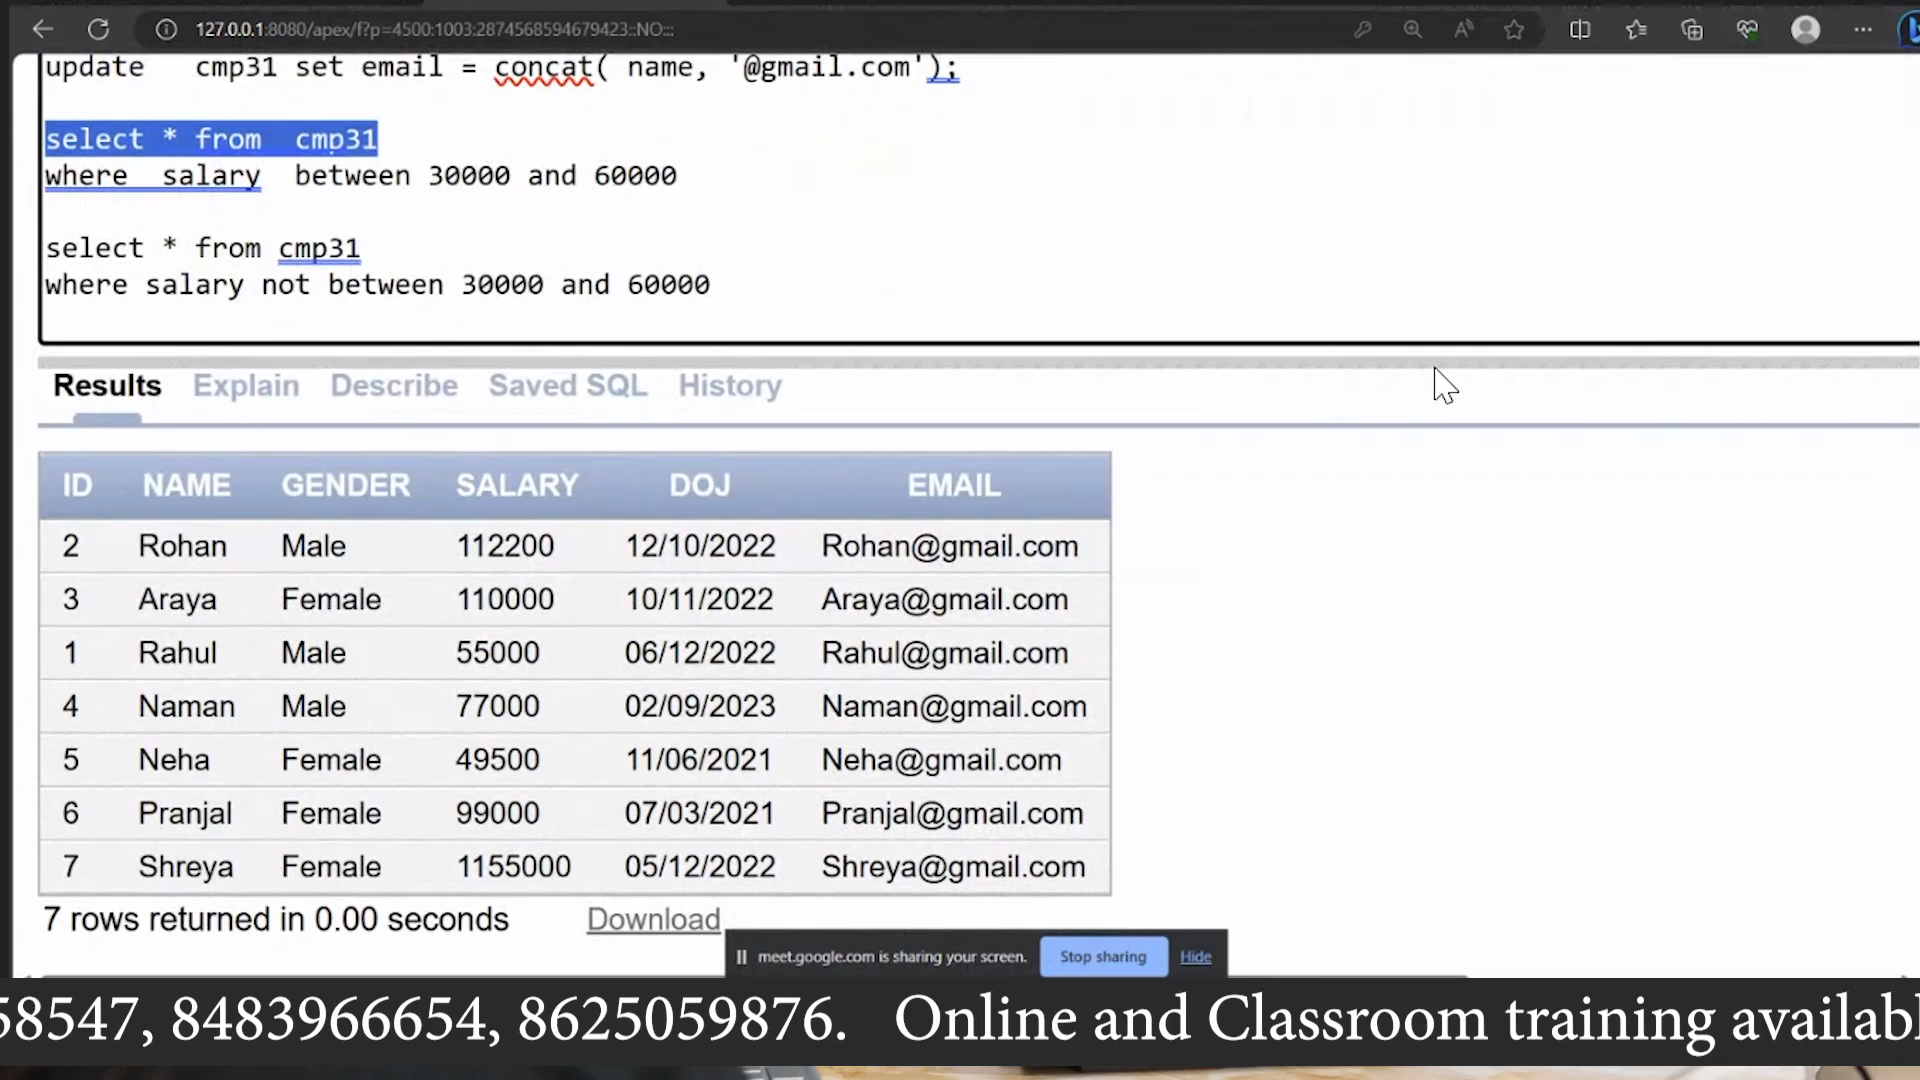 127.0.0.1:8080/apex/f?p=4500:1003:2874568594679423::NO:::
update cmp31 set email = concat( name, '@gmail.com');
select * from cmp31
where salary between 30000 and 60000
select * from cmp31
where salary not between 30000 and 60000
Results Explain Describe Saved SQL History
ID NAME GENDER SALARY DOJ EMAIL
2 Rohan Male 112200 12/10/2022 Rohan@gmail.com
3 Araya Female 110000 10/11/2022 Araya@gmail.com
1 Rahul Male 55000 06/12/2022 Rahul@gmail.com
4 Naman Male 77000 02/09/2023 Naman@gmail.com
5 Neha Female 49500 11/06/2021 Neha@gmail.com
6 Pranjal Female 99000 07/03/2021 Pranjal@gmail.com
7 Shreya Female 1155000 05/12/2022 Shreya@gmail.com
7 rows returned in 0.00 seconds Download
meet.google.com is sharing your screen. Stop sharing Hide
58547, 8483966654, 8625059876. Online and Classroom training availab